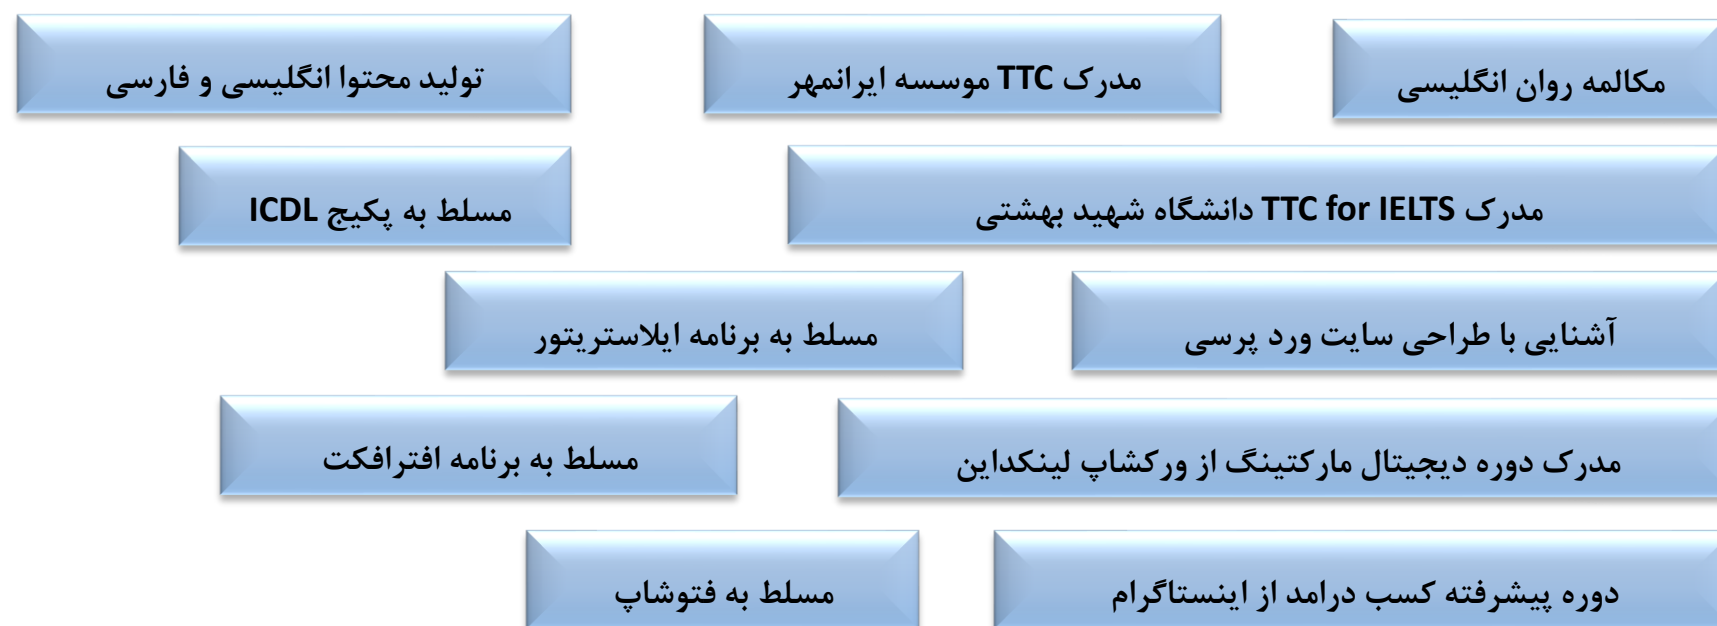 مکالمه روان انگلیسی
مدرک TTC موسسه ایرانمهر
تولید محتوا انگلیسی و فارسی
مدرک TTC for IELTS دانشگاه شهید بهشتی
مسلط به پکیج ICDL
آشنایی با طراحی سایت ورد پرسی
مسلط به برنامه ایلاستریتور
مدرک دوره دیجیتال مارکتینگ از ورکشاپ لینکداین
مسلط به برنامه افترافکت
دوره پیشرفته کسب درامد از اینستاگرام
مسلط به فتوشاپ